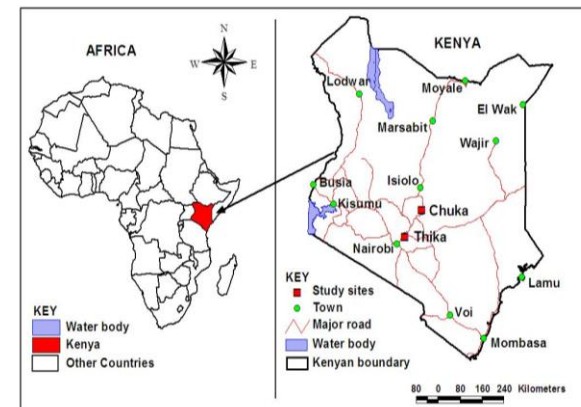 AFRICA
N
W E
S
KEY
Water body
Kenya
Other Countries
KENYA
Lodwar
Moyale
El Wak
Marsabit
Wajir
Busia
Isiolo
Kisumu
Chuka
Nairobi
Thika
Lamu
Voi
Mombasa
KEY
Study sites
Town
Major road
Water body
Kenyan boundary
80 0 80 160 240 Kilometers